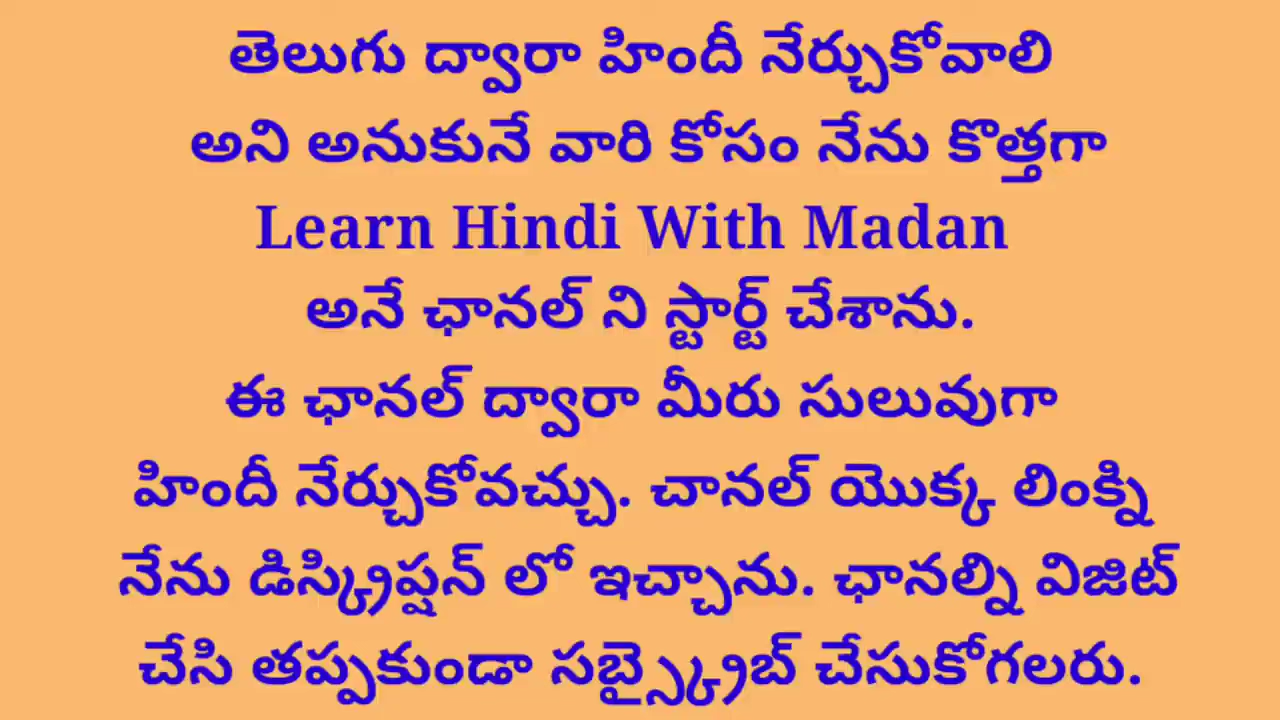 తెలుగు ద్వారా హిందీ నేర్చుకోవాలి
అని అనుకునే వారి కోసం నేను కొత్తగా
Learn Hindi With Madan
అనే ఛానల్ ని స్టార్ట్ చేశాను.
ఈ ఛానల్ ద్వారా మీరు సులువుగా
హిందీ నేర్చుకోవచ్చు. చానల్ యొక్క లింక్ని
నేను డిస్క్రిప్షన్ లో ఇచ్చాను. ఛానల్ని విజిట్
చేసి తప్పకుండా సబ్స్క్రైబ్ చేసుకోగలరు.